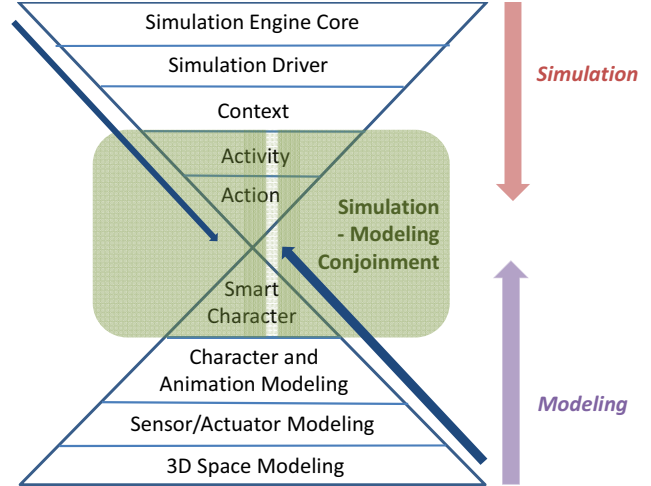 Simulation Engine Core
Simulation Driver
Simulation
Context
Activity
Action
Simulation
- Modeling
Conjoinment
Smart
Character
Character and
Animation Modeling
Modeling
Sensor/Actuator Modeling
3D Space Modeling